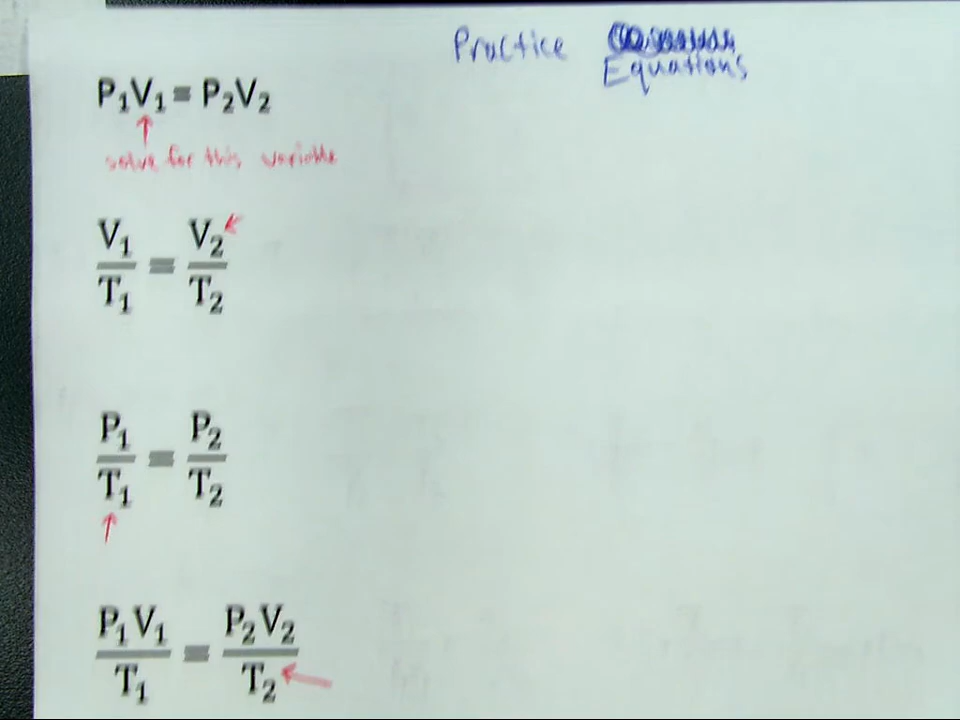 Practice
Equations
P₁V₁ = P₂V₂
solve for this variable
V₁/T₁ = V₂/T₂
P₁/T₁ = P₂/T₂
P₁V₁/T₁ = P₂V₂/T₂